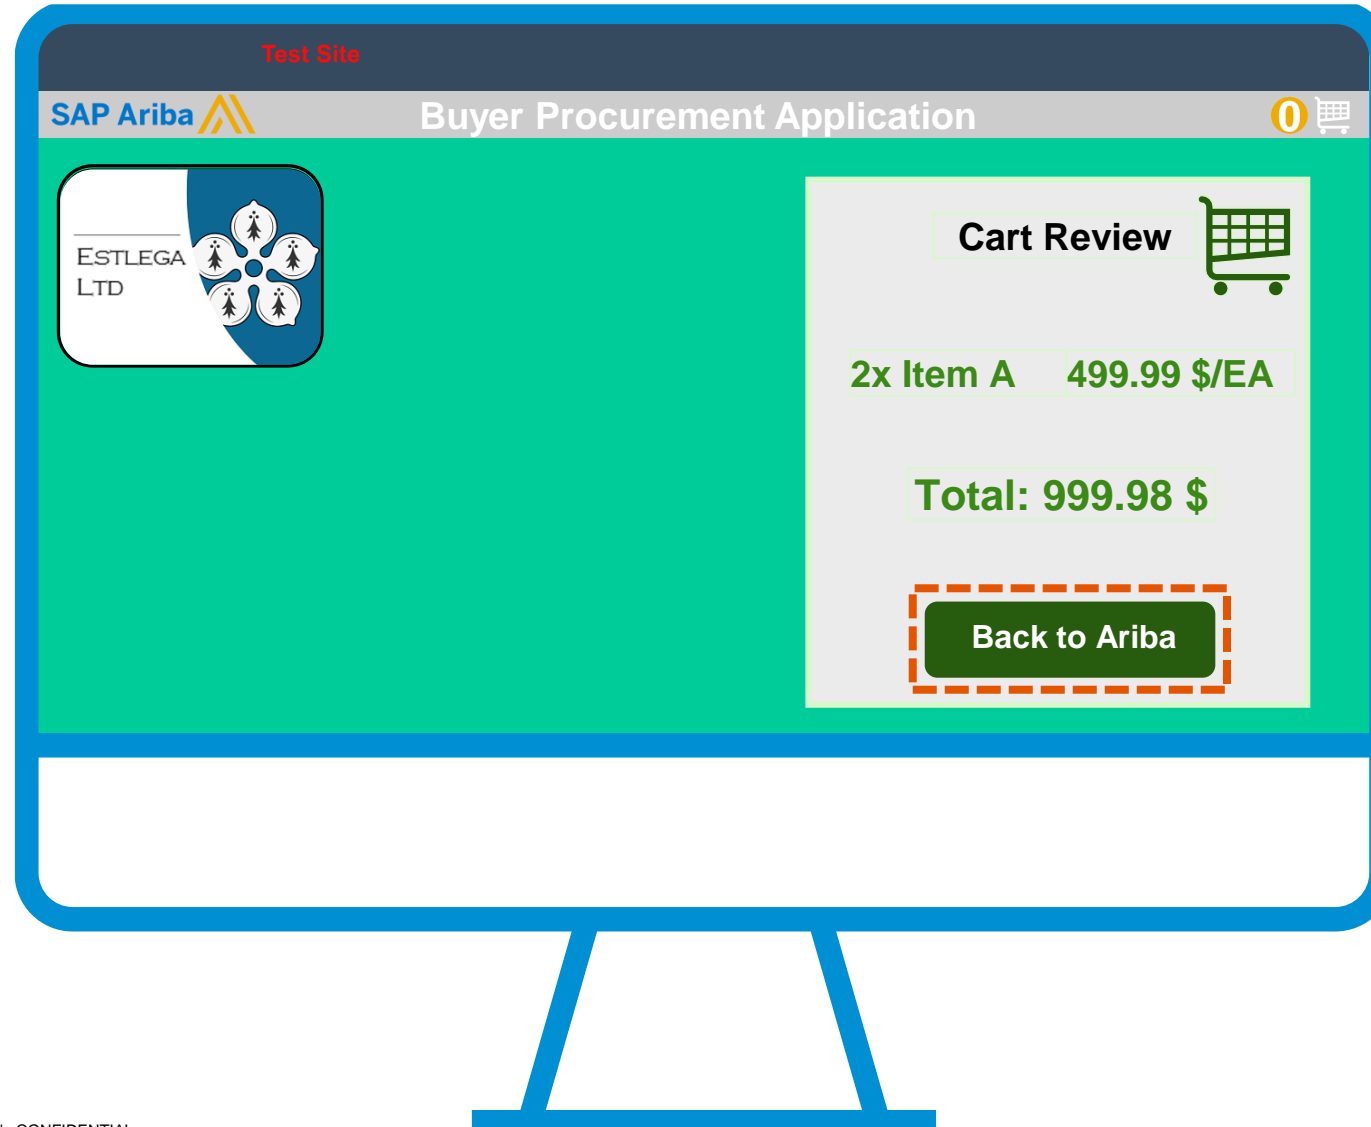 Test Site
SAP Ariba
Buyer Procurement Application
0
ESTLEGA
LTD
Cart Review
2x Item A 499.99 $/EA
Total: 999.98 $
Back to Ariba
CONFIDENTIAL